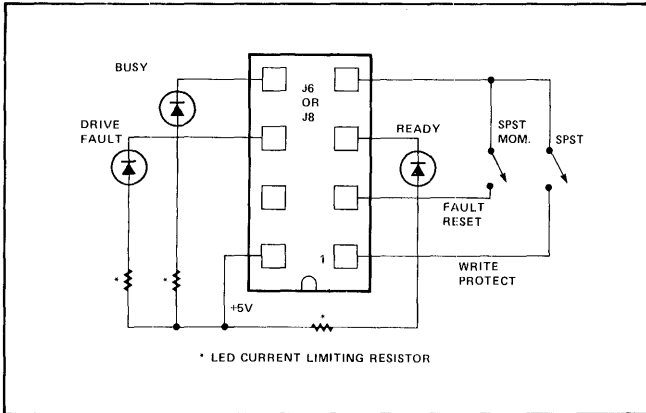 BUSY
J6
OR
J8
DRIVE
FAULT
READY
SPST
MOM.
SPST
FAULT
RESET
1
WRITE
PROTECT
+5V
*
*
*
* LED CURRENT LIMITING RESISTOR